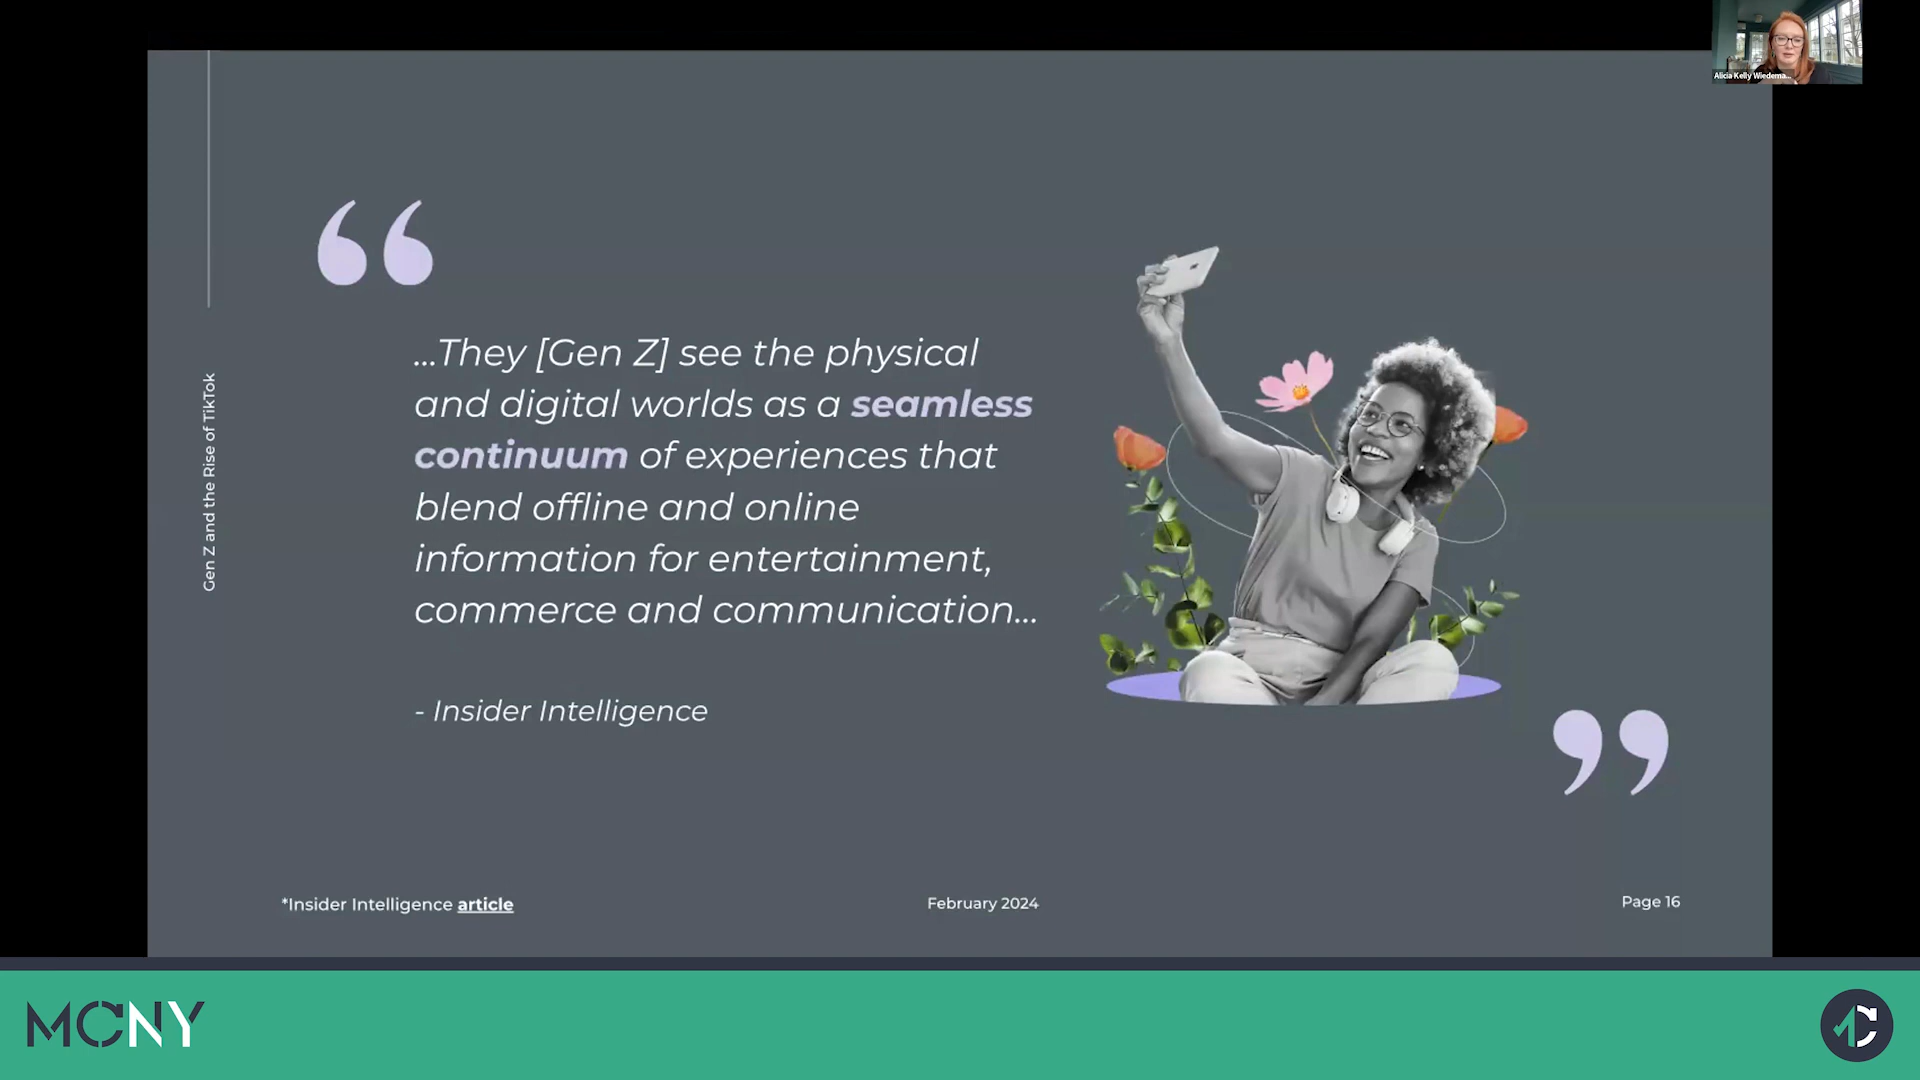 Alicia Kelly Wiedema...
Gen Z and the Rise of TikTok
“
...They [Gen Z] see the physical
and digital worlds as a seamless
continuum of experiences that
blend offline and online
information for entertainment,
commerce and communication...
- Insider Intelligence
”
*Insider Intelligence article
February 2024
Page 16
MCNY